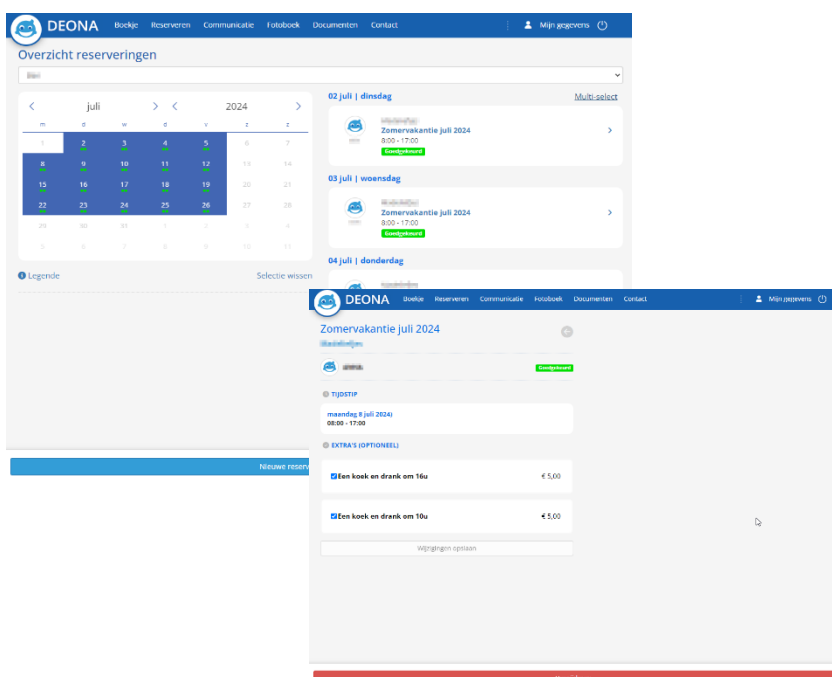 DEONA Boekje Reserveren Communicatie Fotoboek Documenten Contact Mijn gegevens
Overzicht reserveringen
< juli > < 2024 >
m d w d v z z
1 2 3 4 5 6 7
8 9 10 11 12 13 14
15 16 17 18 19 20 21
22 23 24 25 26 27 28
29 30 31 1 2 3 4
5 6 7 8 9 10 11
Legende Selectie wissen
02 juli | dinsdag Multi-select
Zomervakantie juli 2024
8:00 - 17:00
Goedgekeurd
03 juli | woensdag
Zomervakantie juli 2024
8:00 - 17:00
Goedgekeurd
04 juli | donderdag
Nieuwe reserv
DEONA Boekje Reserveren Communicatie Fotoboek Documenten Contact Mijn gegevens
Zomervakantie juli 2024
Goedgekeurd
TIJDSTIP
maandag 8 juli 2024)
08:00 - 17:00
EXTRA'S (OPTIONEEL)
Een koek en drank om 16u € 5,00
Een koek en drank om 10u € 5,00
Wijzigingen opslaan